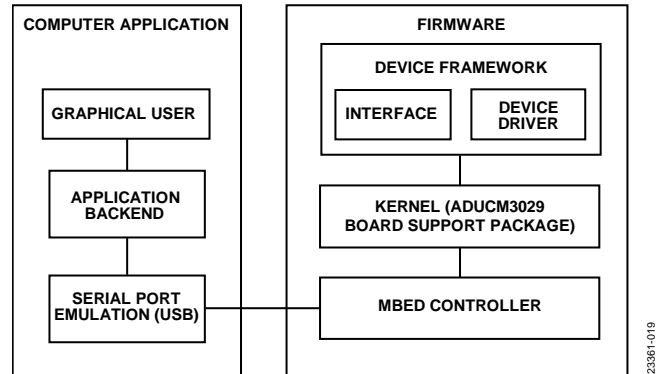 COMPUTER APPLICATION
GRAPHICAL USER
APPLICATION
BACKEND
SERIAL PORT
EMULATION (USB)
FIRMWARE
DEVICE FRAMEWORK
INTERFACE
DEVICE
DRIVER
KERNEL (ADUCM3029
BOARD SUPPORT PACKAGE)
MBED CONTROLLER
23361-019